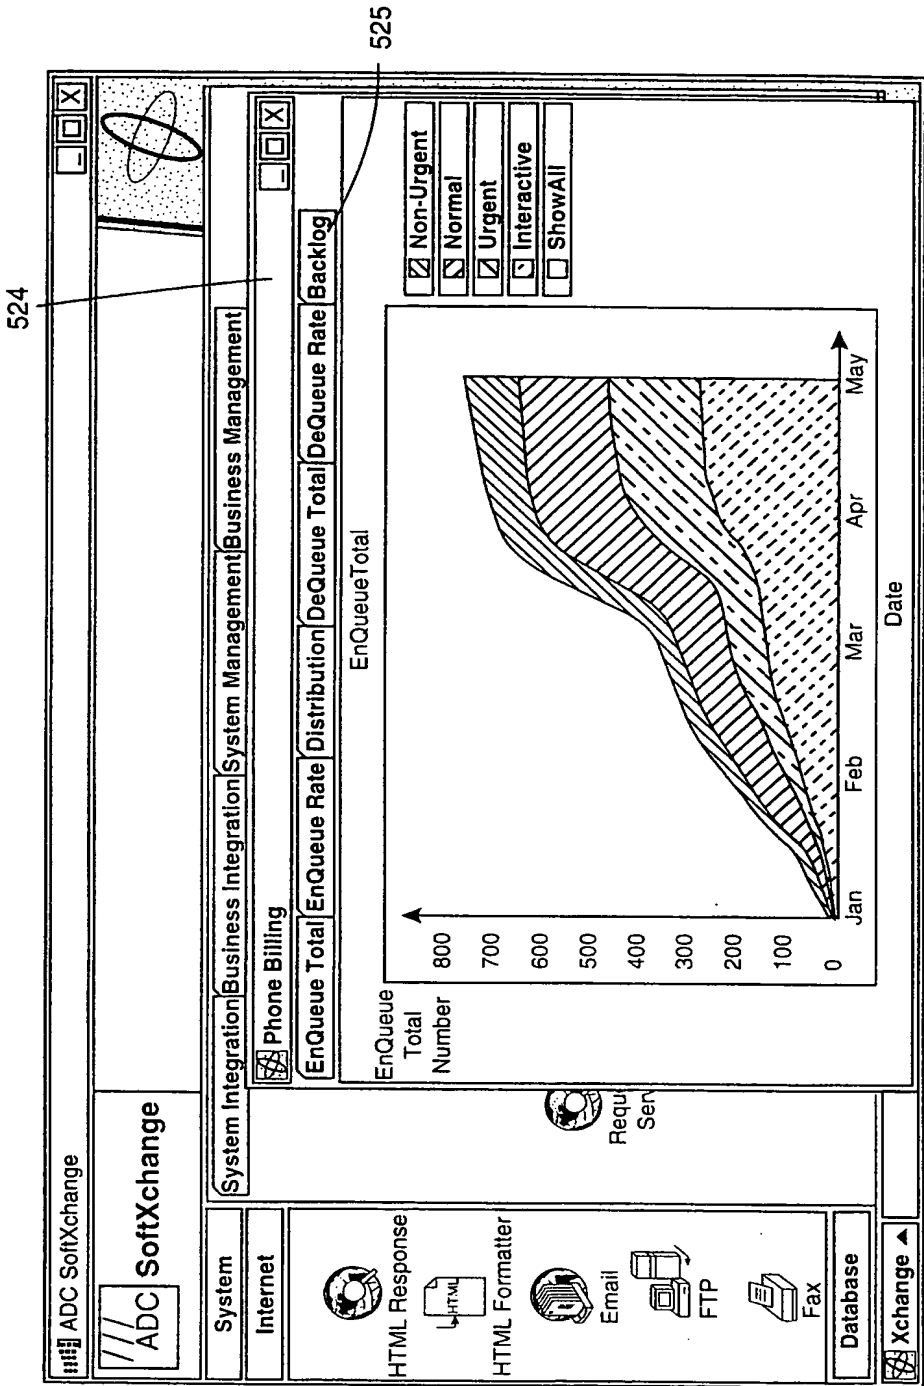 524
525
ADC SoftXchange
ADC SoftXchange
System Integration Business Integration System Management Business Management
System
Internet
HTML Response
HTML
HTML Formatter
Email
FTP
Fax
Database
Xchange
Requ
Serv
Phone Billing
EnQueue Total EnQueue Rate Distribution DeQueue Total DeQueue Rate Backlog
EnQueueTotal
EnQueue
Total
Number
800
700
600
500
400
300
200
100
0
Jan Feb Mar Apr May
Date
Non-Urgent
Normal
Urgent
Interactive
ShowAll